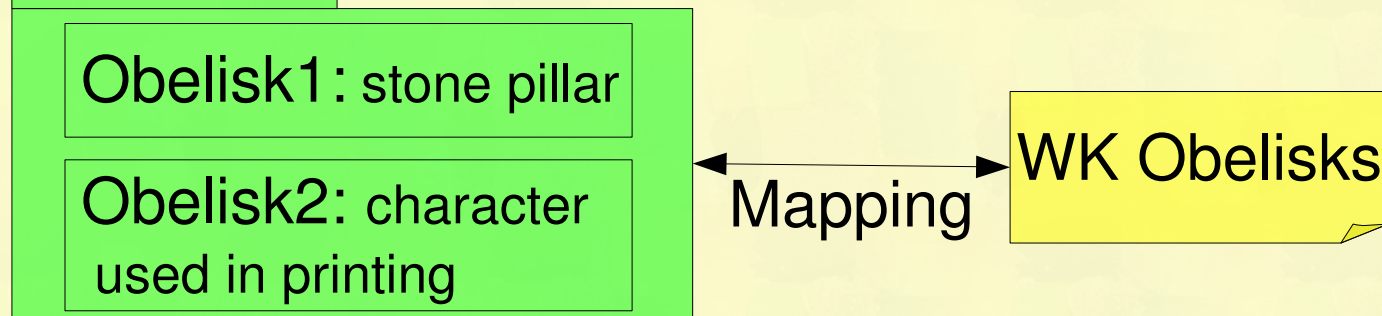 Obelisk1: stone pillar
Obelisk2: character
used in printing
Mapping
WK Obelisks